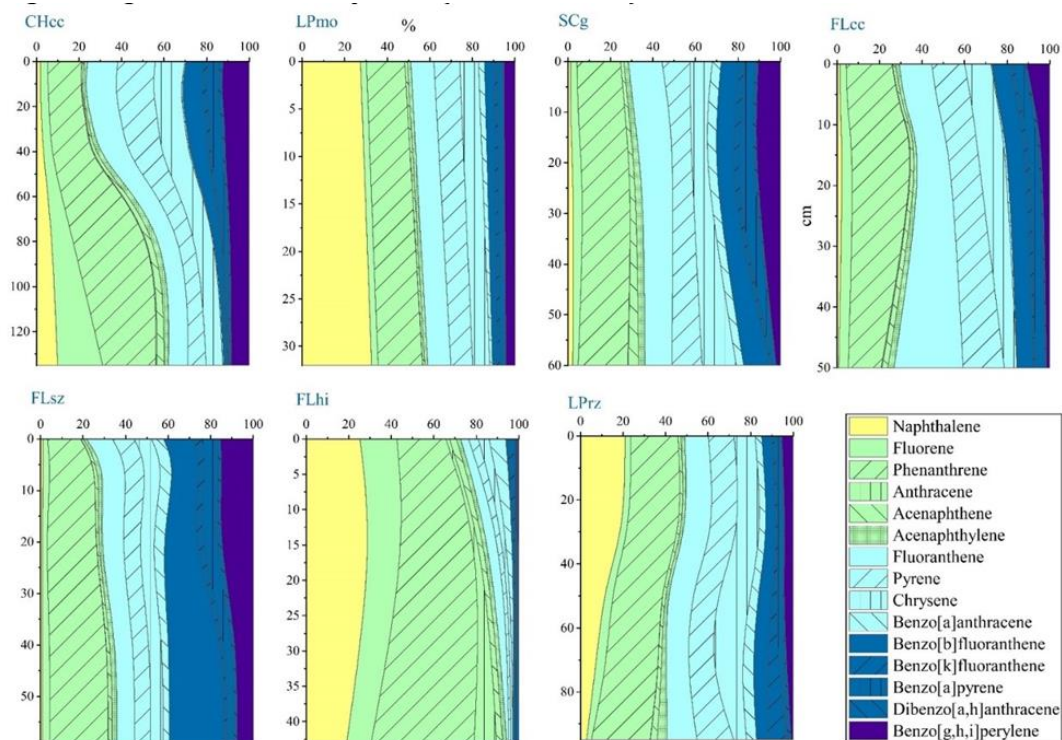 CHcc LPmo % SCg FLcc
0 20 40 60 80 100 0 20 40 60 80 100 0 20 40 60 80 100 0 20 40 60 80 100
0 20 40 60 80 100 120
0 5 10 15 20 25 30
0 10 20 30 40 50 60
cm
0 10 20 30 40 50
FLsz FLhi LPrz
0 20 40 60 80 100 0 20 40 60 80 100 0 20 40 60 80 100
0 10 20 30 40 50
0 5 10 15 20 25 30 35 40
0 20 40 60 80
Naphthalene
Fluorene
Phenanthrene
Anthracene
Acenaphthene
Acenaphthylene
Fluoranthene
Pyrene
Chrysene
Benzo[a]anthracene
Benzo[b]fluoranthene
Benzo[k]fluoranthene
Benzo[a]pyrene
Dibenzo[a,h]anthracene
Benzo[g,h,i]perylene